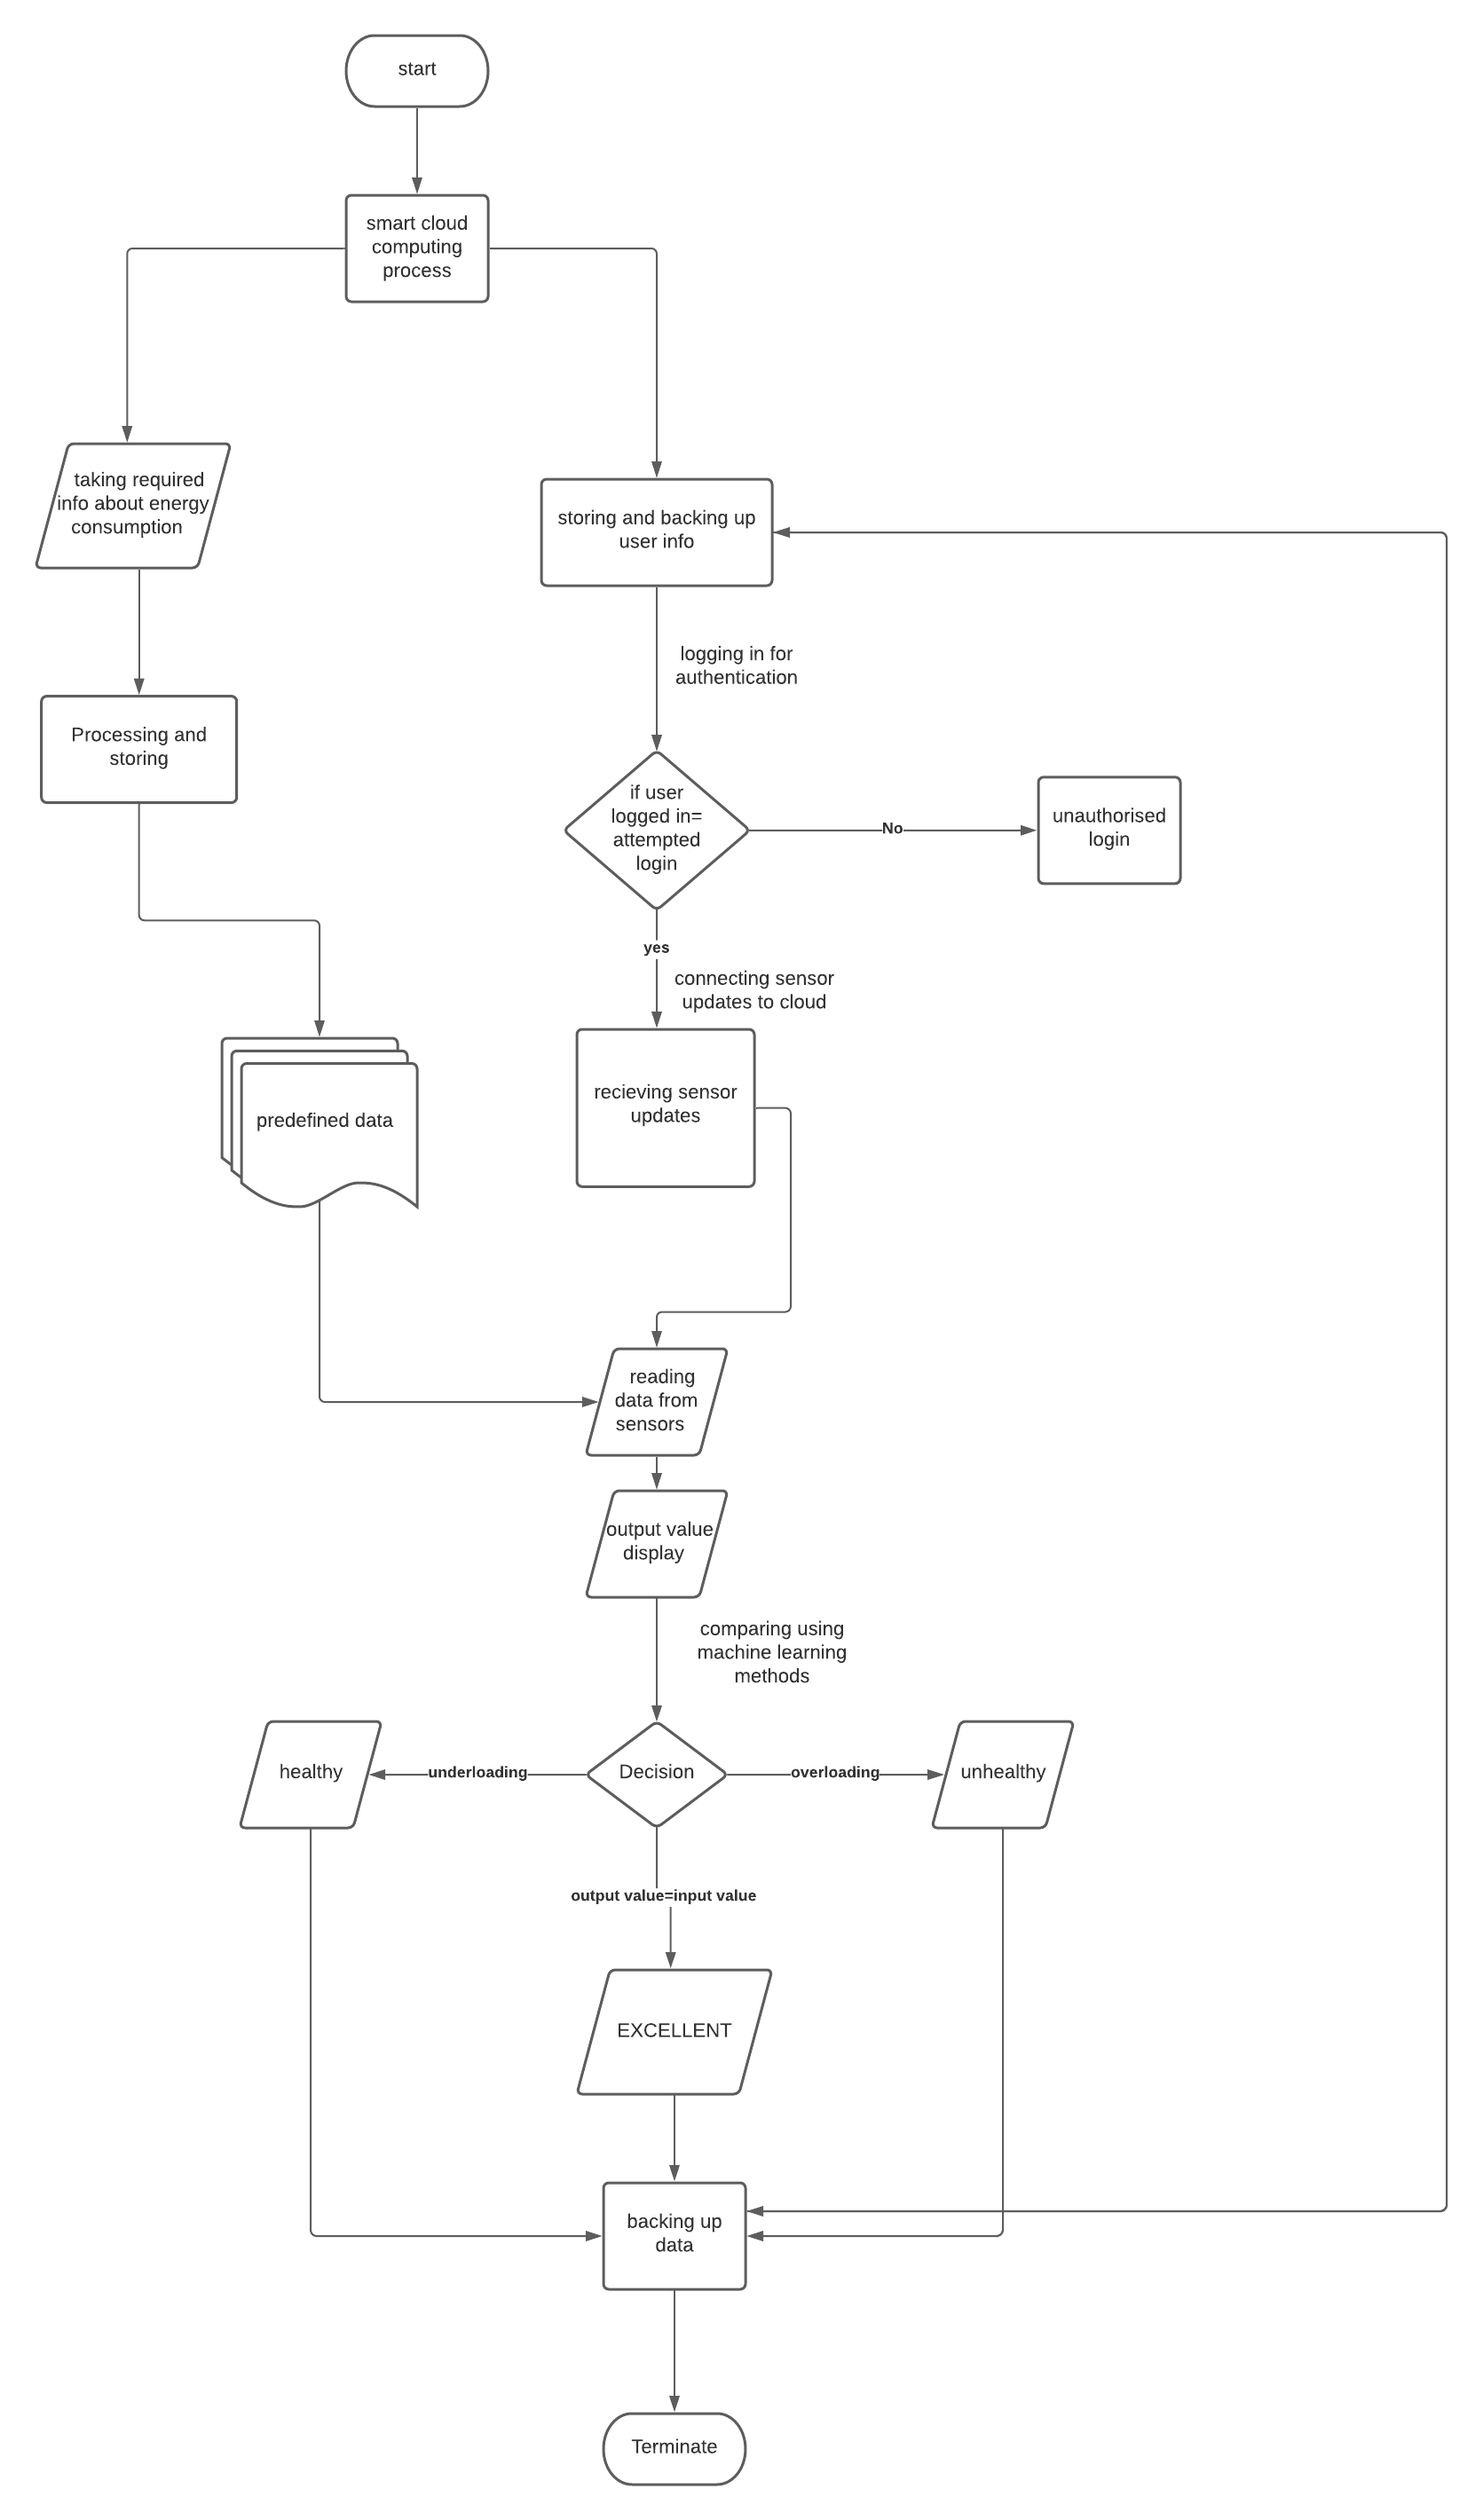 start
smart cloud
computing
process
taking required
info about energy
consumption
storing and backing up
user info
logging in for
authentication
Processing and
storing
if user
logged in=
attempted
login
No
unauthorised
login
yes
connecting sensor
updates to cloud
predefined data
recieving sensor
updates
reading
data from
sensors
output value
display
comparing using
machine learning
methods
healthy
underloading
Decision
overloading
unhealthy
output value=input value
EXCELLENT
backing up
data
Terminate